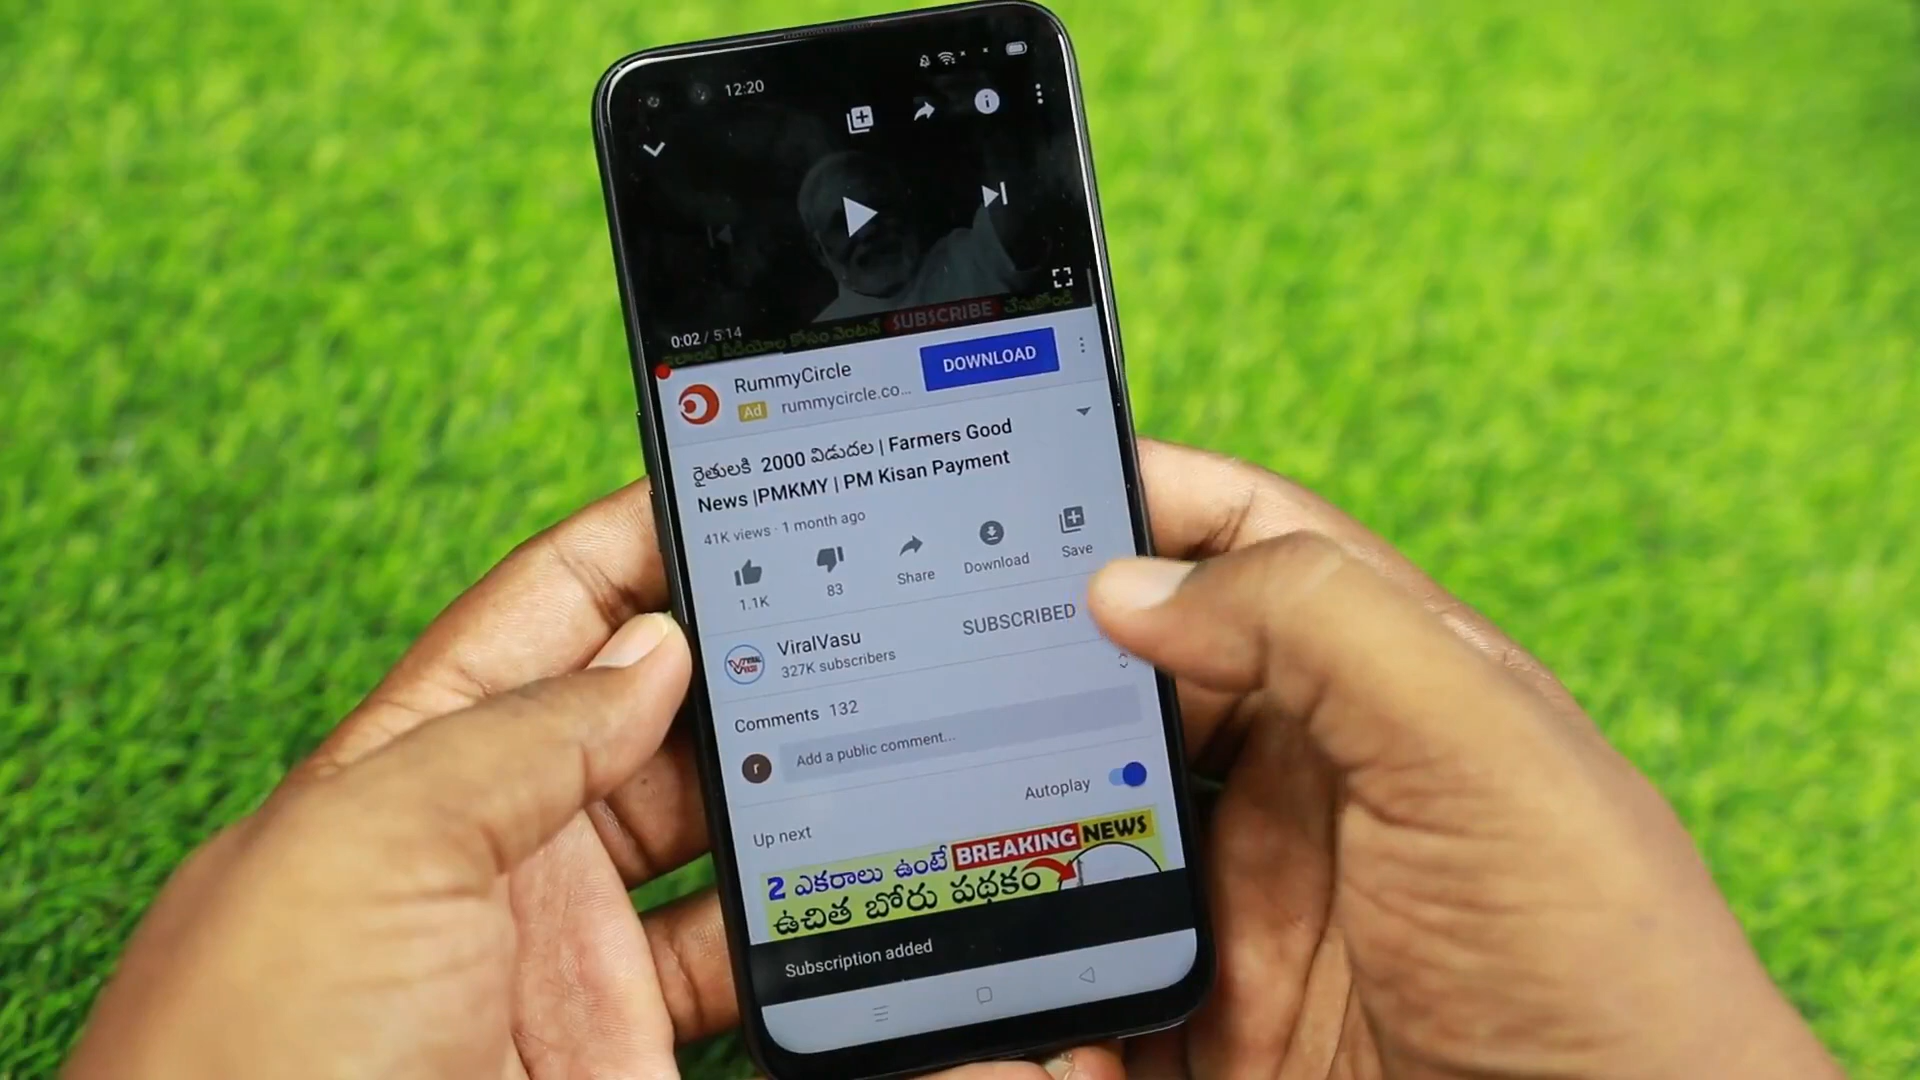 12:20
ఇలాంటి వీడియోల కోసం వెంటనే SUBSCRIBE చేసుకోండి
0:02 / 5:14
RummyCircle
Ad rummycircle.co...
DOWNLOAD
రైతులకి 2000 విడుదల | Farmers Good
News |PMKMY | PM Kisan Payment
41K views · 1 month ago
1.1K
83
Share
Download
Save
ViralVasu
327K subscribers
SUBSCRIBED
Comments 132
r
Add a public comment...
Autoplay
Up next
2 ఎకరాలు ఉంటే BREAKING NEWS
ఉచిత బోరు పథకం
Subscription added